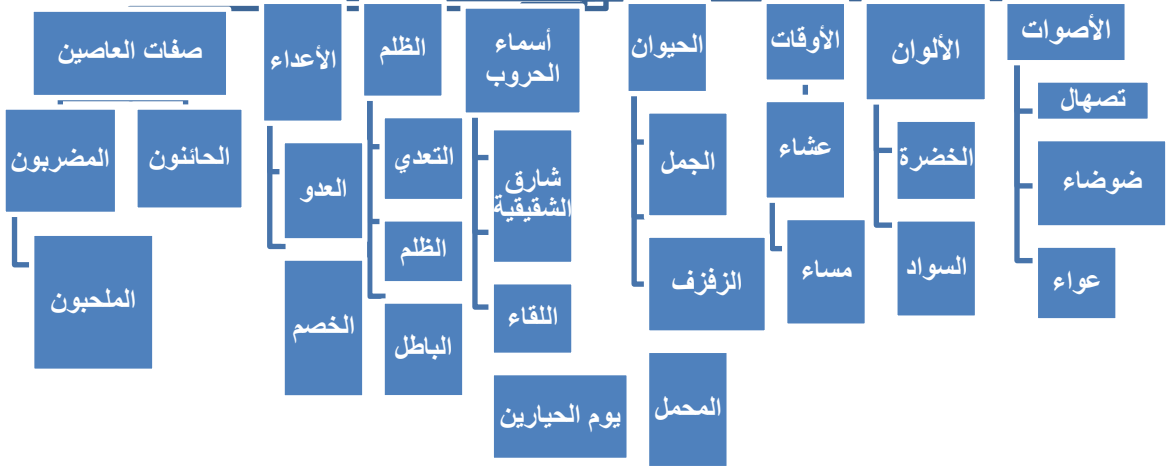 الأصوات
تصهال
ضوضاء
عواء
الألوان
الخضرة
السواد
الأوقات
عشاء
مساء
الحيوان
الجمل
الزفزف
المحمل
أسماء
الحروب
شارق
الشقيقية
اللقاء
يوم الحيارين
الظلم
التعدي
الظلم
الباطل
الأعداء
العدو
الخصم
صفات العاصين
الحائنون
المضربون
الملحبون